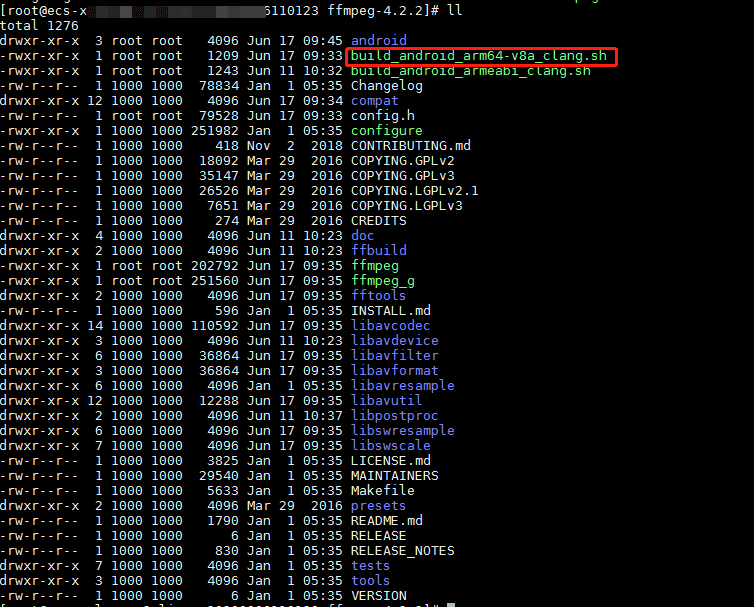 [root@ecs-x 6110123 ffmpeg-4.2.2]# ll
total 1276
drwxr-xr-x 3 root root 4096 Jun 17 09:45 android
-rwxr-xr-x 1 root root 1209 Jun 17 09:33 build_android_arm64-v8a_clang.sh
-rwxr-xr-x 1 root root 1243 Jun 11 10:32 build_android_armeabi_clang.sh
-rw-r--r-- 1 1000 1000 78834 Jan 1 05:35 Changelog
drwxr-xr-x 12 1000 1000 4096 Jun 17 09:34 compat
-rw-r--r-- 1 root root 79528 Jun 17 09:33 config.h
-rwxr-xr-x 1 1000 1000 251982 Jan 1 05:35 configure
-rw-r--r-- 1 1000 1000 418 Nov 2 2018 CONTRIBUTING.md
-rw-r--r-- 1 1000 1000 18092 Mar 29 2016 COPYING.GPLv2
-rw-r--r-- 1 1000 1000 35147 Mar 29 2016 COPYING.GPLv3
-rw-r--r-- 1 1000 1000 26526 Mar 29 2016 COPYING.LGPLv2.1
-rw-r--r-- 1 1000 1000 7651 Mar 29 2016 COPYING.LGPLv3
-rw-r--r-- 1 1000 1000 274 Mar 29 2016 CREDITS
drwxr-xr-x 4 1000 1000 4096 Jun 11 10:23 doc
drwxr-xr-x 2 1000 1000 4096 Jun 11 10:23 ffbuild
-rwxr-xr-x 1 root root 202792 Jun 17 09:35 ffmpeg
-rwxr-xr-x 1 root root 251560 Jun 17 09:35 ffmpeg_g
drwxr-xr-x 2 1000 1000 4096 Jun 17 09:35 fftools
-rw-r--r-- 1 1000 1000 596 Jan 1 05:35 INSTALL.md
drwxr-xr-x 14 1000 1000 110592 Jun 17 09:35 libavcodec
drwxr-xr-x 3 1000 1000 4096 Jun 11 10:23 libavdevice
drwxr-xr-x 6 1000 1000 36864 Jun 17 09:35 libavfilter
drwxr-xr-x 3 1000 1000 36864 Jun 17 09:35 libavformat
drwxr-xr-x 6 1000 1000 4096 Jan 1 05:35 libavresample
drwxr-xr-x 12 1000 1000 12288 Jun 17 09:35 libavutil
drwxr-xr-x 2 1000 1000 4096 Jun 11 10:37 libpostproc
drwxr-xr-x 6 1000 1000 4096 Jun 17 09:35 libswresample
drwxr-xr-x 7 1000 1000 4096 Jun 17 09:35 libswscale
-rw-r--r-- 1 1000 1000 3825 Jan 1 05:35 LICENSE.md
-rw-r--r-- 1 1000 1000 29540 Jan 1 05:35 MAINTAINERS
-rw-r--r-- 1 1000 1000 5633 Jan 1 05:35 Makefile
drwxr-xr-x 2 1000 1000 4096 Mar 29 2016 presets
-rw-r--r-- 1 1000 1000 1790 Jan 1 05:35 README.md
-rw-r--r-- 1 1000 1000 6 Jan 1 05:35 RELEASE
-rw-r--r-- 1 1000 1000 830 Jan 1 05:35 RELEASE_NOTES
drwxr-xr-x 7 1000 1000 4096 Jan 1 05:35 tests
drwxr-xr-x 3 1000 1000 4096 Jan 1 05:35 tools
-rw-r--r-- 1 1000 1000 6 Jan 1 05:35 VERSION